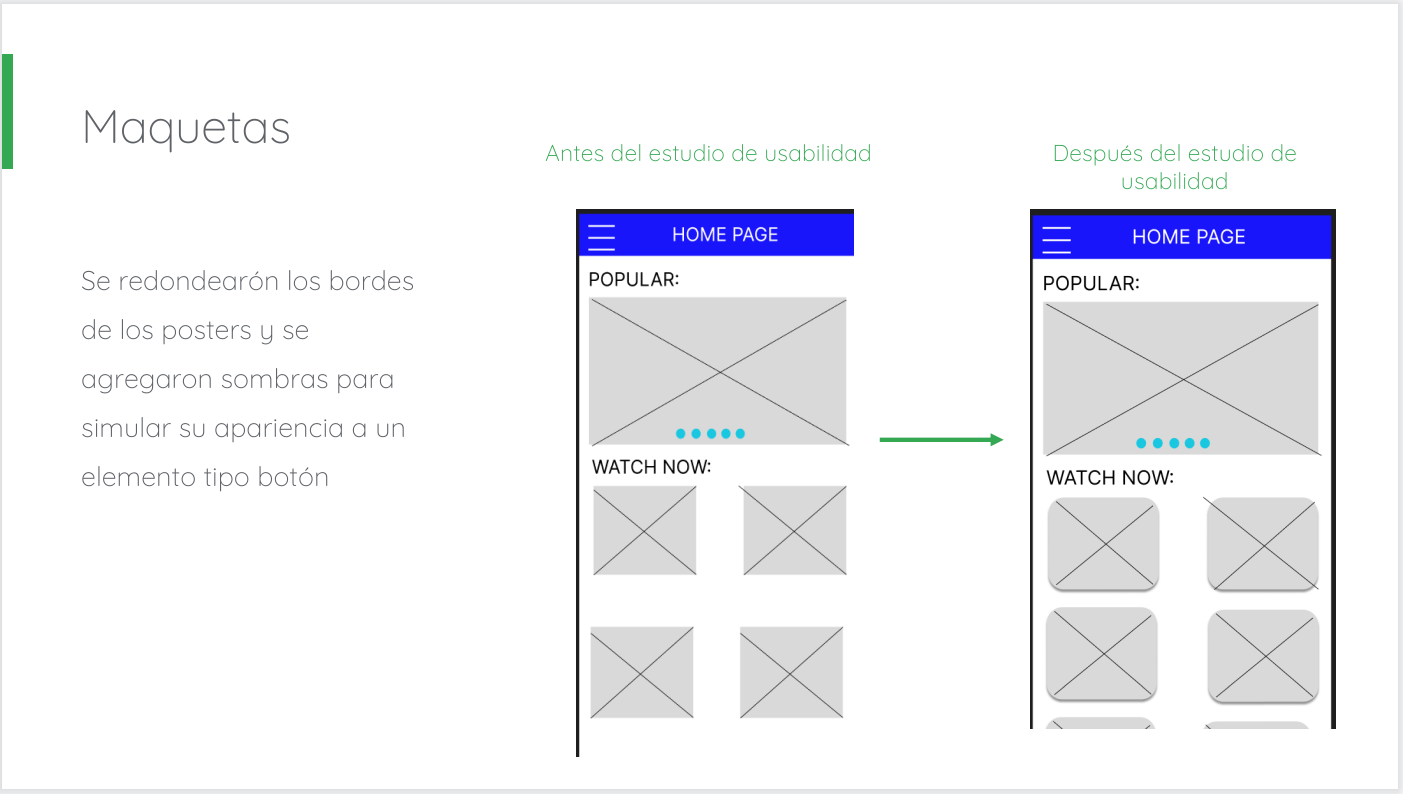 Maquetas
Se redondearón los bordes
de los posters y se
agregaron sombras para
simular su apariencia a un
elemento tipo botón
Antes del estudio de usabilidad
HOME PAGE
POPULAR:
WATCH NOW:
Después del estudio de
usabilidad
HOME PAGE
POPULAR:
WATCH NOW: